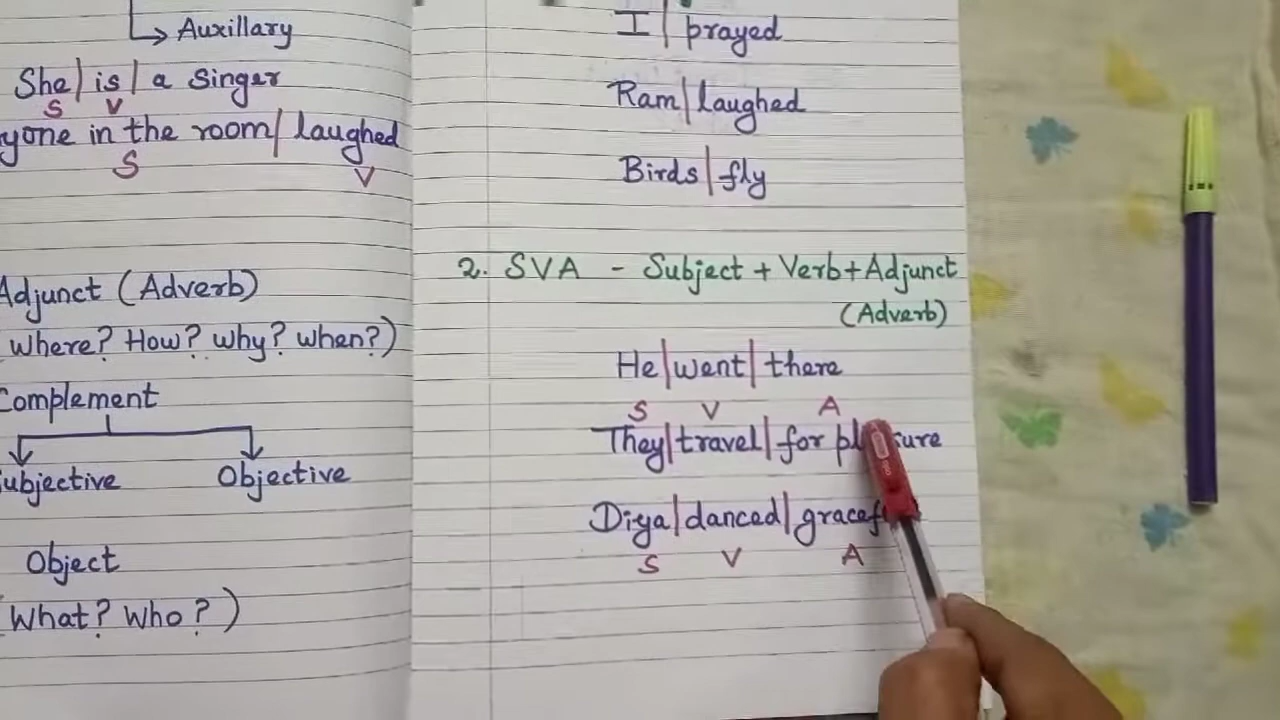 Auxillary
She | is | a singer
S V
yone in the room | laughed
S V
Adjunct (Adverb)
Where? How? Why? When?)
Complement
ubjective Objective
Object
(What? Who?)
I | prayed
Ram | laughed
Birds | fly
2. SVA - Subject + Verb + Adjunct
(Adverb)
He | went | there
S V A
They | travel | for
Diya | danced |
S V A